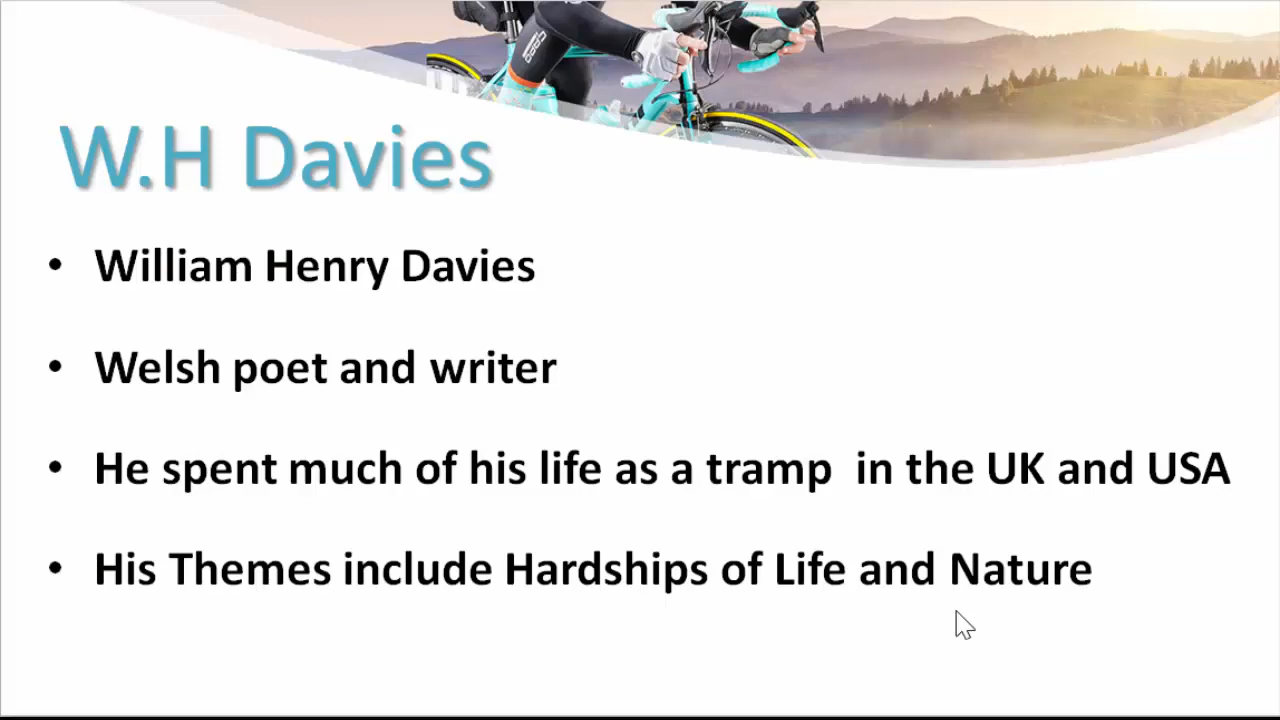 W.H Davies
• William Henry Davies
• Welsh poet and writer
• He spent much of his life as a tramp  in the UK and USA
• His Themes include Hardships of Life and Nature